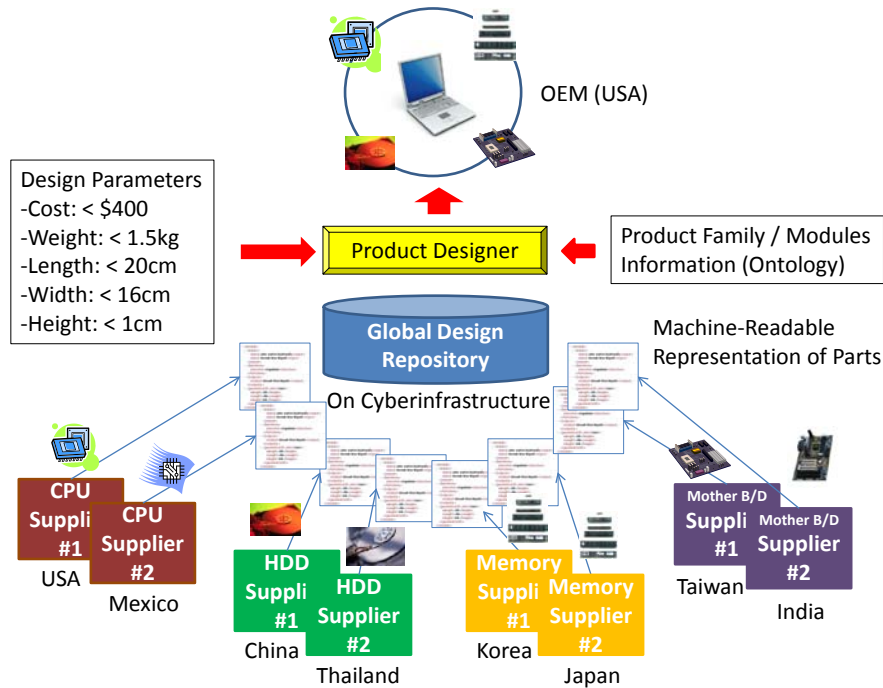 OEM (USA)
Design Parameters
-Cost: < $400
-Weight: < 1.5kg
-Length: < 20cm
-Width: < 16cm
-Height: < 1cm
Product Designer
Product Family / Modules
Information (Ontology)
Global Design
Repository
On Cyberinfrastructure
Machine-Readable
Representation of Parts
CPU
Suppli
#1
USA
CPU
Supplier
#2
Mexico
HDD
Suppli
#1
China
HDD
Supplier
#2
Thailand
Memory
Suppli
#1
Korea
Memory
Supplier
#2
Japan
Mother B/D
Suppli
#1
Taiwan
Mother B/D
Supplier
#2
India